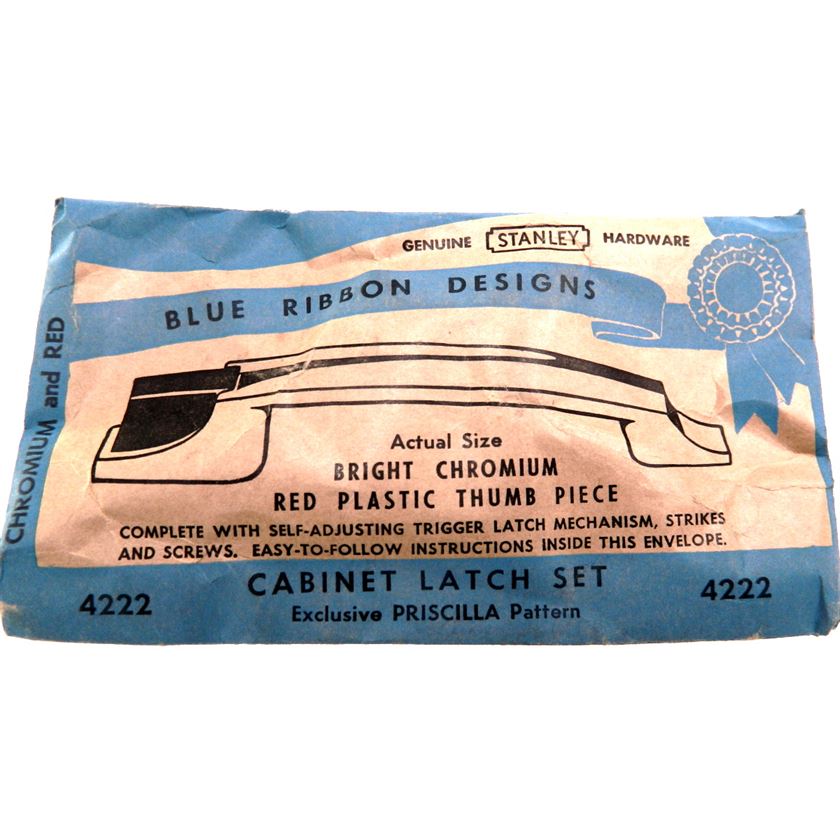 GENUINE STANLEY HARDWARE
BLUE RIBBON DESIGNS
CHROMIUM and RED
Actual Size
BRIGHT CHROMIUM
RED PLASTIC THUMB PIECE
COMPLETE WITH SELF-ADJUSTING TRIGGER LATCH MECHANISM, STRIKES
AND SCREWS. EASY-TO-FOLLOW INSTRUCTIONS INSIDE THIS ENVELOPE.
4222 CABINET LATCH SET 4222
Exclusive PRISCILLA Pattern